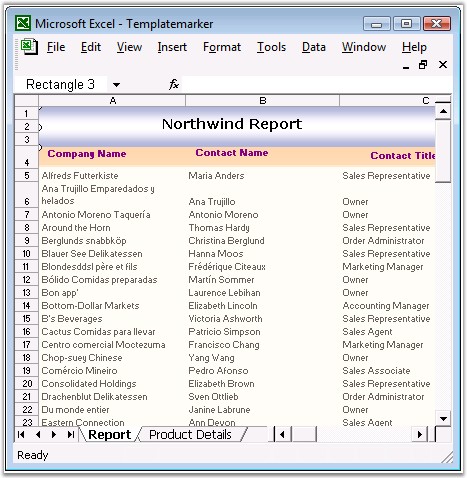 Microsoft Excel - Templatemarker
File Edit View Insert Format Tools Data Window Help
Rectangle 3 fx
A B C
1
2 Northwind Report
3
4 Company Name Contact Name Contact Title
5 Alfreds Futterkiste Maria Anders Sales Representative
Ana Trujillo Emparedados y
6 helados Ana Trujillo Owner
7 Antonio Moreno Taquería Antonio Moreno Owner
8 Around the Horn Thomas Hardy Sales Representative
9 Berglunds snabbköp Christina Berglund Order Administrator
10 Blauer See Delikatessen Hanna Moos Sales Representative
11 Blondesddsl père et fils Frédérique Citeaux Marketing Manager
12 Bólido Comidas preparadas Martín Sommer Owner
13 Bon app' Laurence Lebihan Owner
14 Bottom-Dollar Markets Elizabeth Lincoln Accounting Manager
15 B's Beverages Victoria Ashworth Sales Representative
16 Cactus Comidas para llevar Patricio Simpson Sales Agent
17 Centro comercial Moctezuma Francisco Chang Marketing Manager
18 Chop-suey Chinese Yang Wang Owner
19 Comércio Mineiro Pedro Afonso Sales Associate
20 Consolidated Holdings Elizabeth Brown Sales Representative
21 Drachenblut Delikatessen Sven Ottlieb Order Administrator
22 Du monde entier Janine Labrune Owner
23 Eastern Connection Ann Devon Sales Agent
Report Product Details
Ready